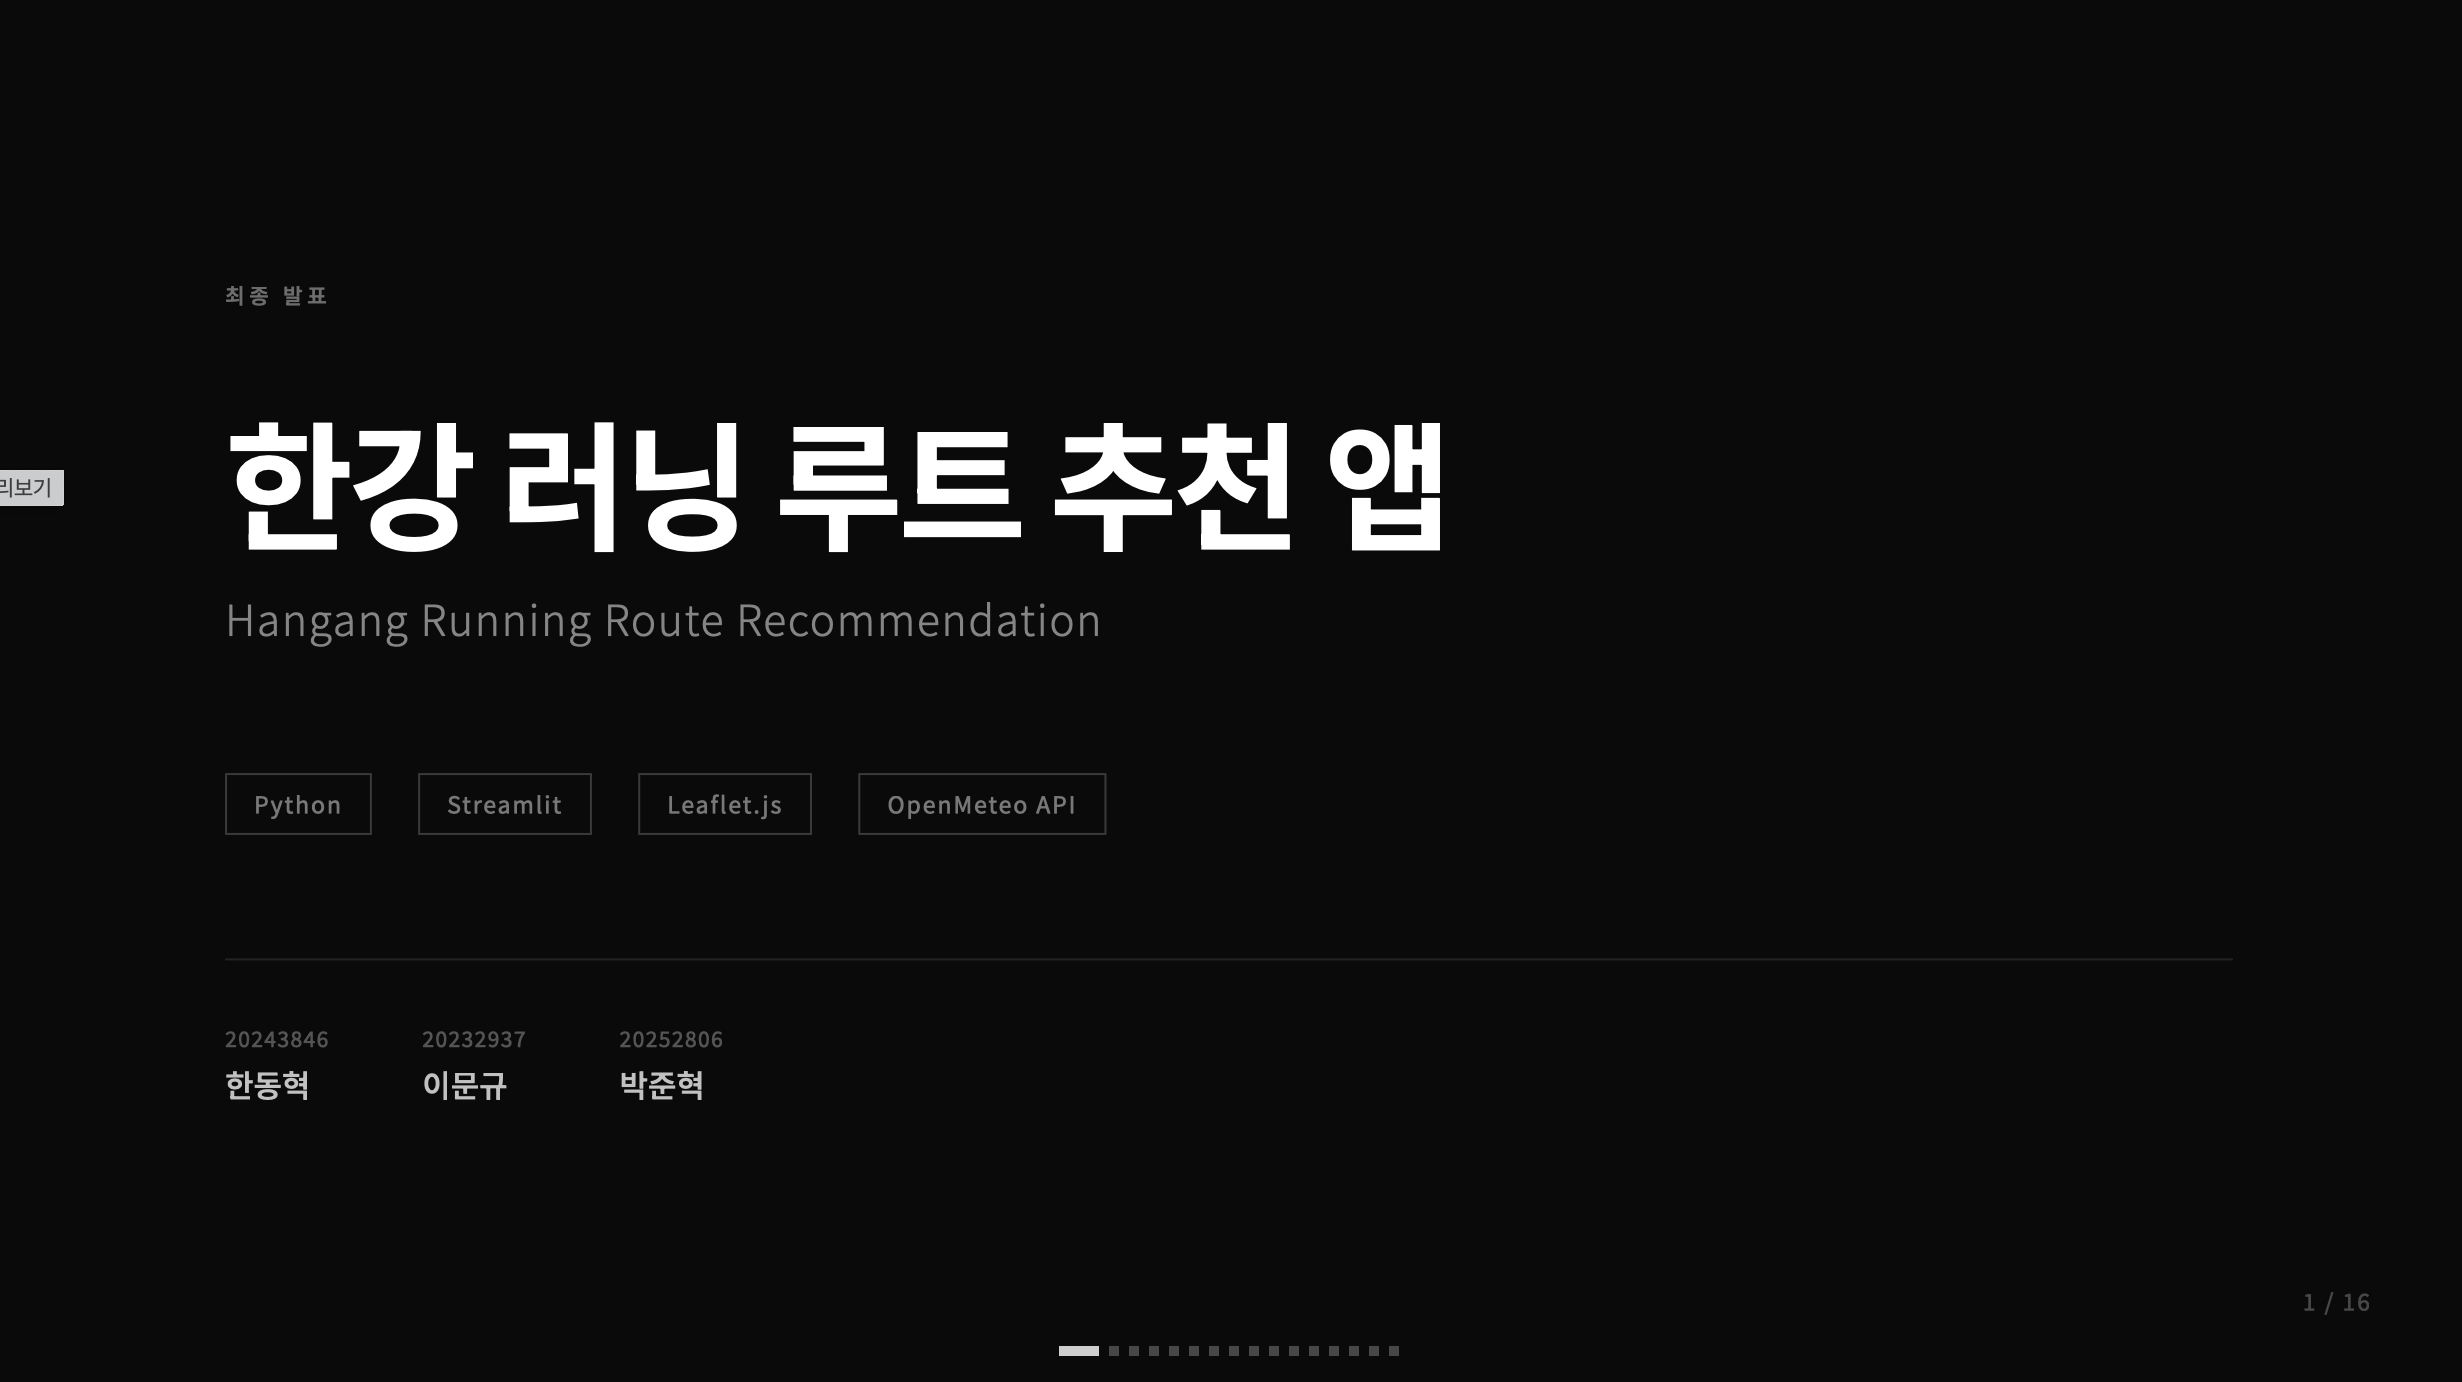 최종 발표
한강 러닝 루트 추천 앱
리보기
Hangang Running Route Recommendation
Python Streamlit Leaflet.js OpenMeteo API
20243846 20232937 20252806
한동혁 이문규 박준혁
1 / 16